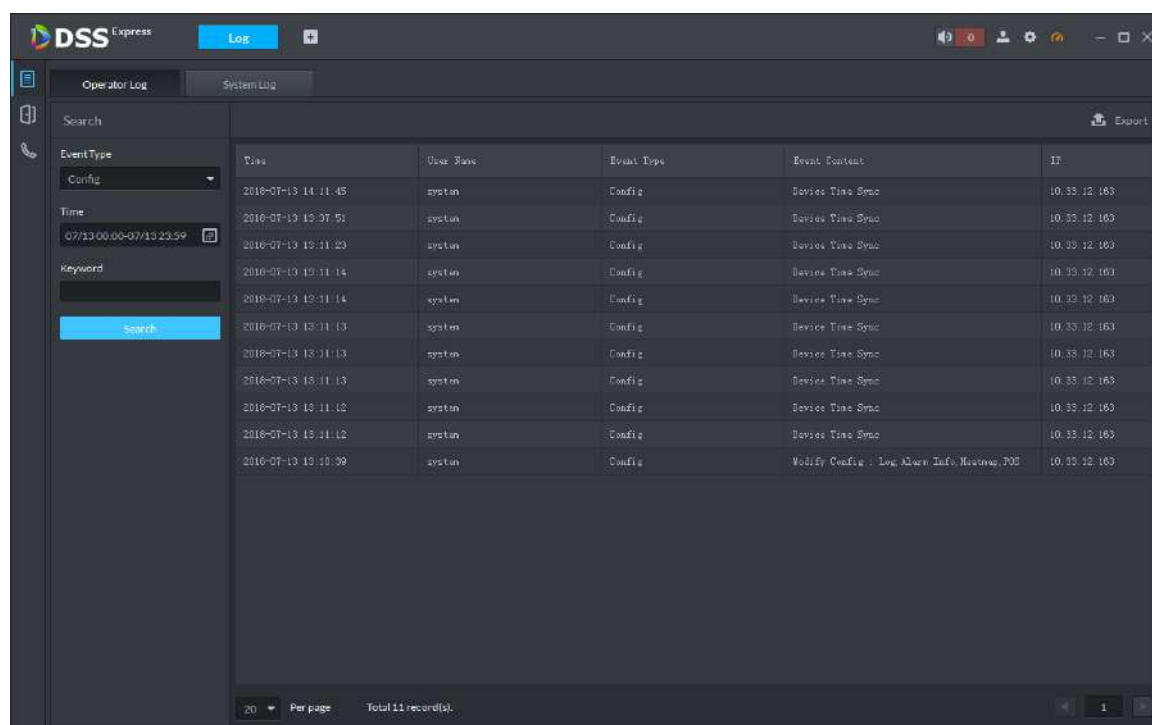 DSS Express Log 0
Operator Log System Log
Search Export
Event Type
Config
Time
07/13 00:00-07/13 23:59
Keyword
Search
Time User Name Event Type Event Content IP
2018-07-13 14:11:45 system Config Device Time Sync 10.33.12.163
2018-07-13 13:37:51 system Config Device Time Sync 10.33.12.163
2018-07-13 13:11:23 system Config Device Time Sync 10.33.12.163
2018-07-13 13:11:14 system Config Device Time Sync 10.33.12.163
2018-07-13 13:11:14 system Config Device Time Sync 10.33.12.163
2018-07-13 13:11:13 system Config Device Time Sync 10.33.12.163
2018-07-13 13:11:13 system Config Device Time Sync 10.33.12.163
2018-07-13 13:11:13 system Config Device Time Sync 10.33.12.163
2018-07-13 13:11:12 system Config Device Time Sync 10.33.12.163
2018-07-13 13:11:12 system Config Device Time Sync 10.33.12.163
2018-07-13 13:10:39 system Config Modify Config : Log,Alarm Info,Heatmap,POS 10.33.12.163
20 Per page Total 11 record(s). 1